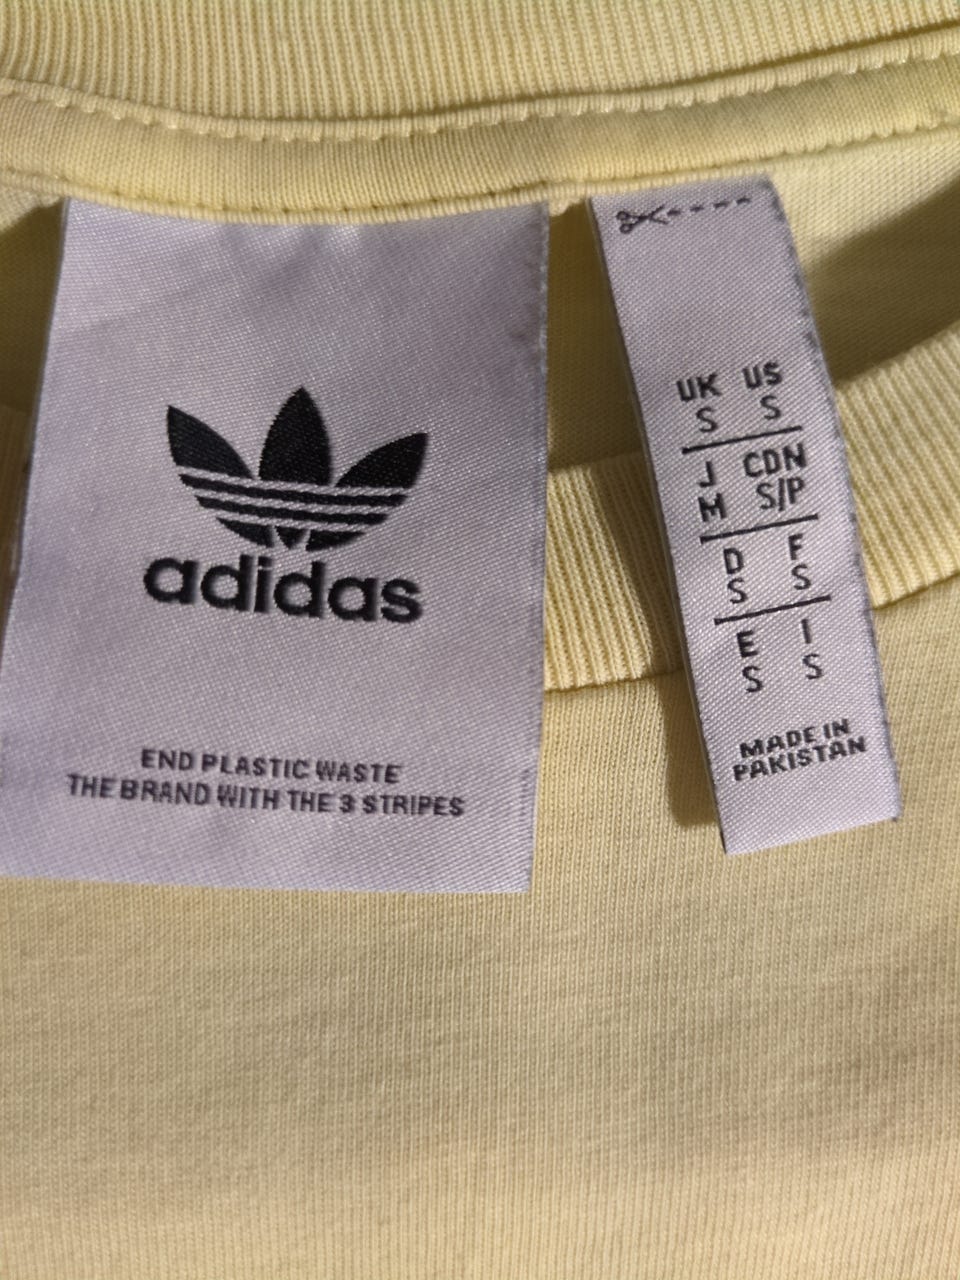 adidas
END PLASTIC WASTE
THE BRAND WITH THE 3 STRIPES
UK US
S S
J CDN
M S/P
D F
S S
E I
S S
MADE IN
PAKISTAN